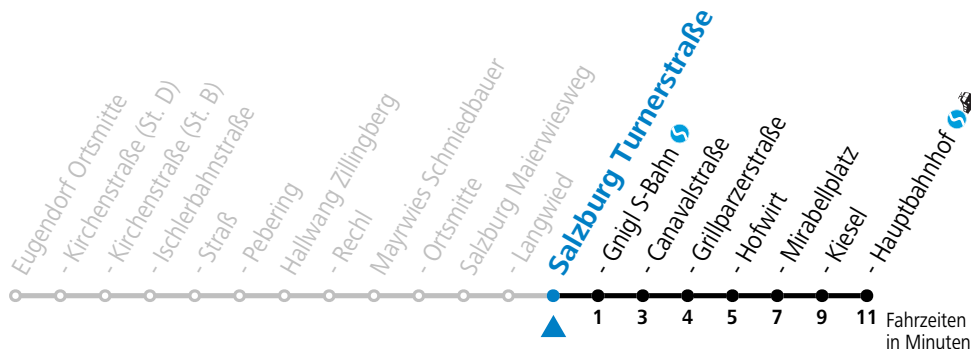 Eugendorf Ortsmitte
- Kirchenstraße (St. D)
- Kirchenstraße (St. B)
- Ischlerbahnstraße
- Straß
- Pebering
Hallwang Zillingberg
- Rechl
Mayrwies Schmiedbauer
- Ortsmitte
Salzburg Maierwiesweg
- Langwied
Salzburg Turnerstraße
- Gnigl S-Bahn
- Canavalstraße
- Grillparzerstraße
- Hofwirt
- Mirabellplatz
- Kiesel
- Hauptbahnhof
1 3 4 5 7 9 11
Fahrzeiten
in Minuten